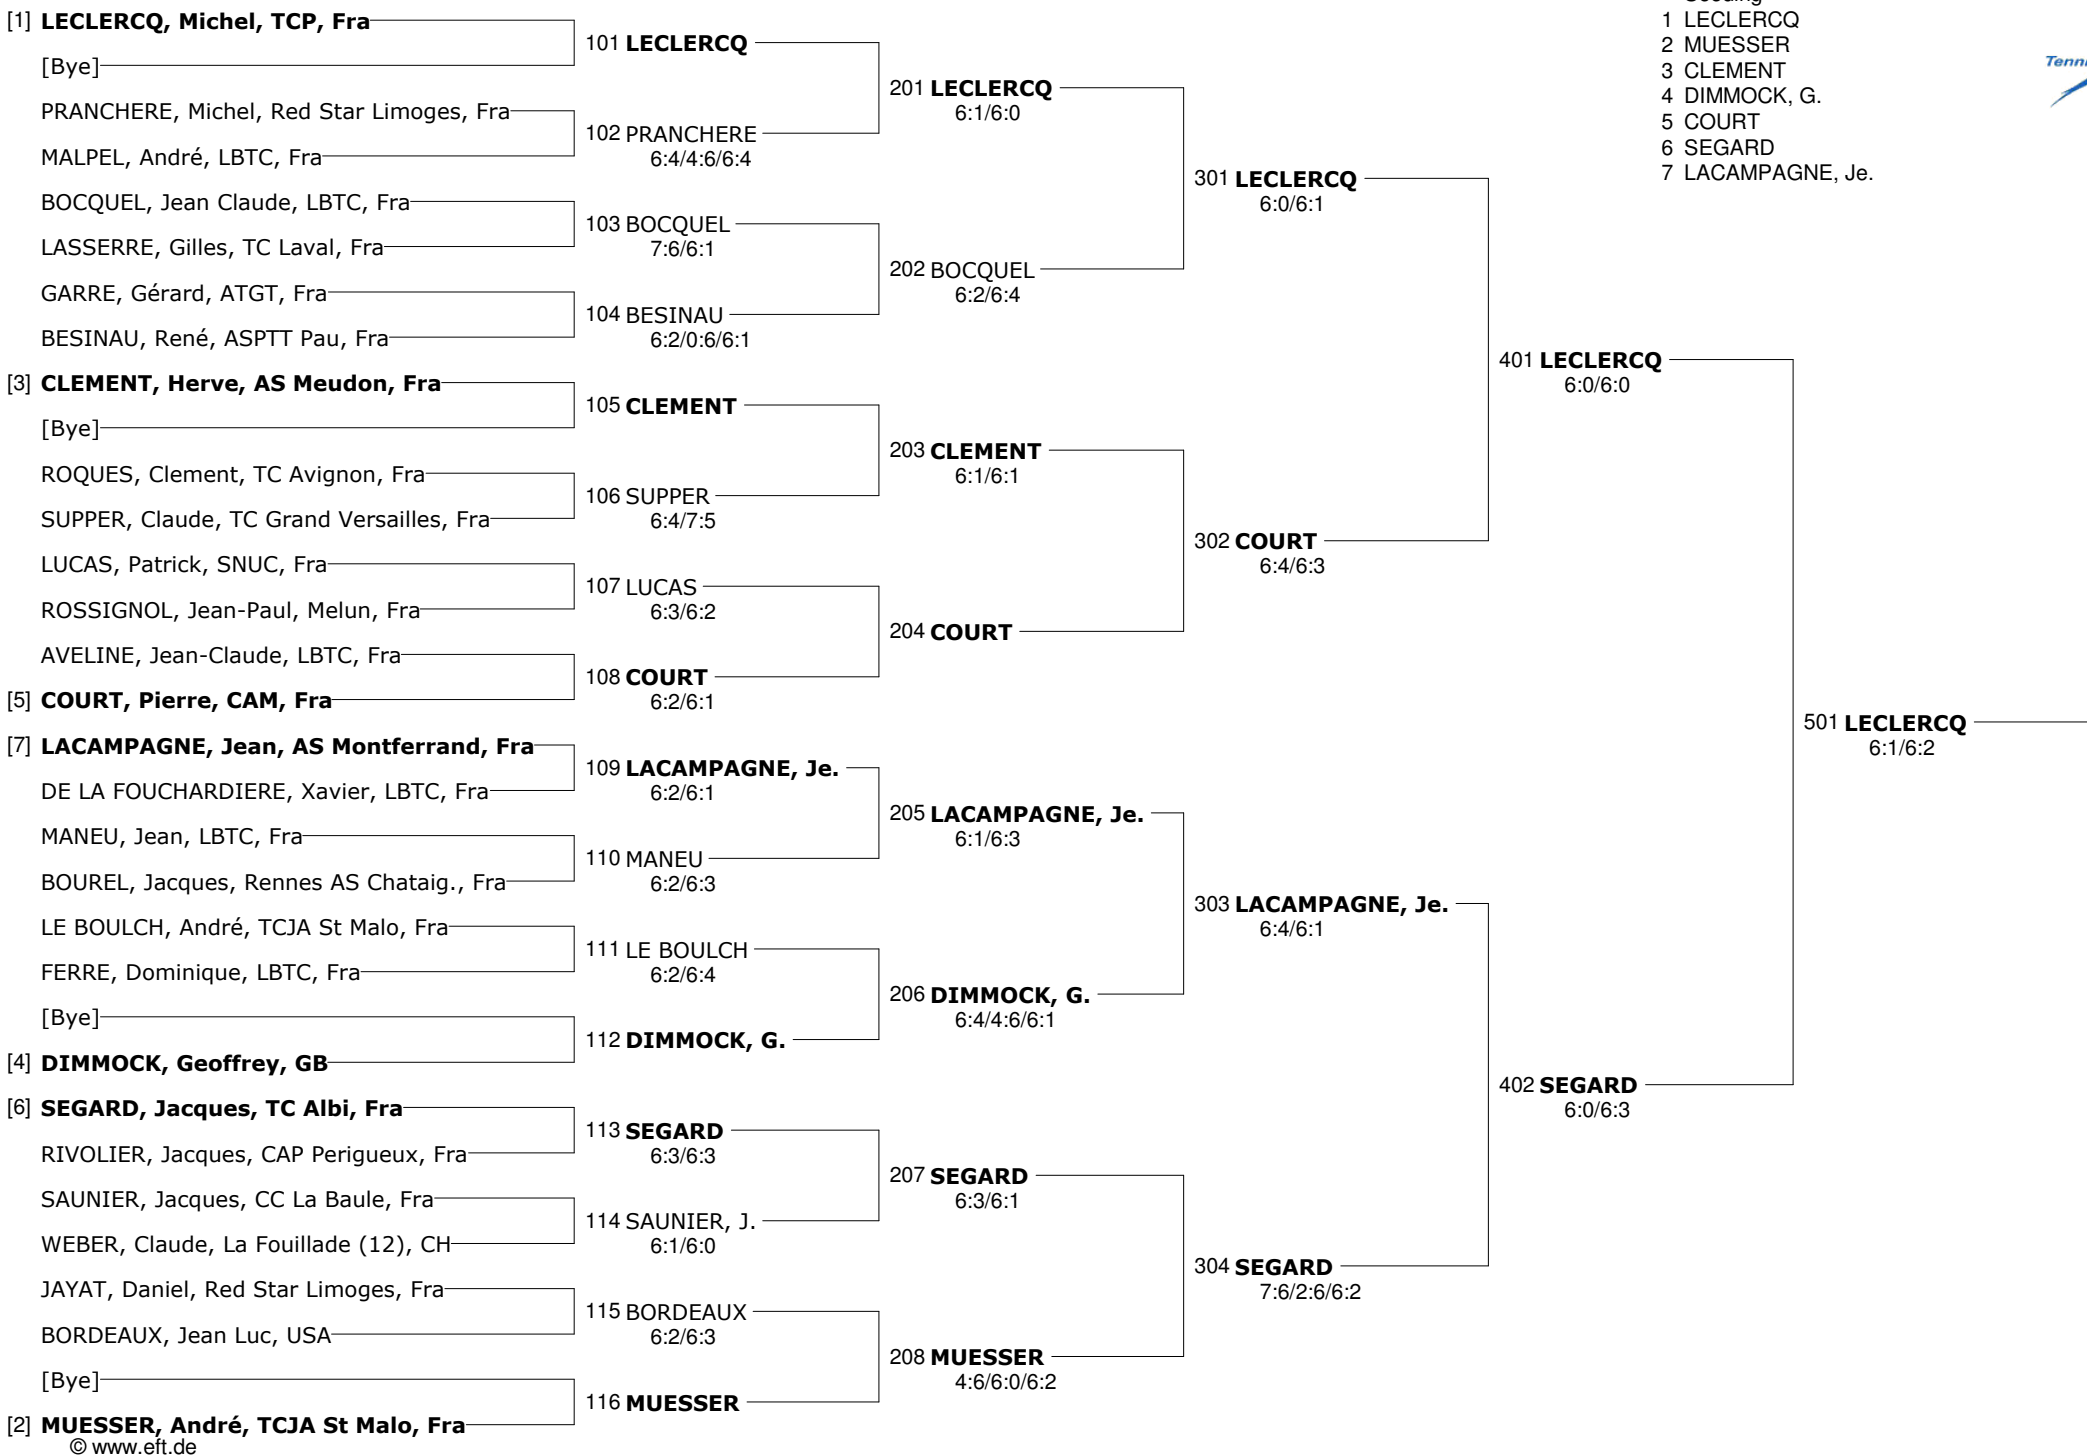 [1] LECLERCQ, Michel, TCP, Fra
[Bye]
PRANCHERE, Michel, Red Star Limoges, Fra
MALPEL, André, LBTC, Fra
BOCQUEL, Jean Claude, LBTC, Fra
LASSERRE, Gilles, TC Laval, Fra
GARRE, Gérard, ATGT, Fra
BESINAU, René, ASPTT Pau, Fra
[3] CLEMENT, Herve, AS Meudon, Fra
[Bye]
ROQUES, Clement, TC Avignon, Fra
SUPPER, Claude, TC Grand Versailles, Fra
LUCAS, Patrick, SNUC, Fra
ROSSIGNOL, Jean-Paul, Melun, Fra
AVELINE, Jean-Claude, LBTC, Fra
[5] COURT, Pierre, CAM, Fra
[7] LACAMPAGNE, Jean, AS Montferrand, Fra
DE LA FOUCHARDIERE, Xavier, LBTC, Fra
MANEU, Jean, LBTC, Fra
BOUREL, Jacques, Rennes AS Chataig., Fra
LE BOULCH, André, TCJA St Malo, Fra
FERRE, Dominique, LBTC, Fra
[Bye]
[4] DIMMOCK, Geoffrey, GB
[6] SEGARD, Jacques, TC Albi, Fra
RIVOLIER, Jacques, CAP Perigueux, Fra
SAUNIER, Jacques, CC La Baule, Fra
WEBER, Claude, La Fouillade (12), CH
JAYAT, Daniel, Red Star Limoges, Fra
BORDEAUX, Jean Luc, USA
[Bye]
[2] MUESSER, André, TCJA St Malo, Fra
© www.eft.de
101 LECLERCQ
102 PRANCHERE
6:4/4:6/6:4
103 BOCQUEL
7:6/6:1
104 BESINAU
6:2/0:6/6:1
105 CLEMENT
106 SUPPER
6:4/7:5
107 LUCAS
6:3/6:2
108 COURT
6:2/6:1
109 LACAMPAGNE, Je.
6:2/6:1
110 MANEU
6:2/6:3
111 LE BOULCH
6:2/6:4
112 DIMMOCK, G.
113 SEGARD
6:3/6:3
114 SAUNIER, J.
6:1/6:0
115 BORDEAUX
6:2/6:3
116 MUESSER
201 LECLERCQ
6:1/6:0
202 BOCQUEL
6:2/6:4
203 CLEMENT
6:1/6:1
204 COURT
205 LACAMPAGNE, Je.
6:1/6:3
206 DIMMOCK, G.
6:4/4:6/6:1
207 SEGARD
6:3/6:1
208 MUESSER
4:6/6:0/6:2
301 LECLERCQ
6:0/6:1
302 COURT
6:4/6:3
303 LACAMPAGNE, Je.
6:4/6:1
304 SEGARD
7:6/2:6/6:2
401 LECLERCQ
6:0/6:0
402 SEGARD
6:0/6:3
501 LECLERCQ
6:1/6:2
1 LECLERCQ
2 MUESSER
3 CLEMENT
4 DIMMOCK, G.
5 COURT
6 SEGARD
7 LACAMPAGNE, Je.